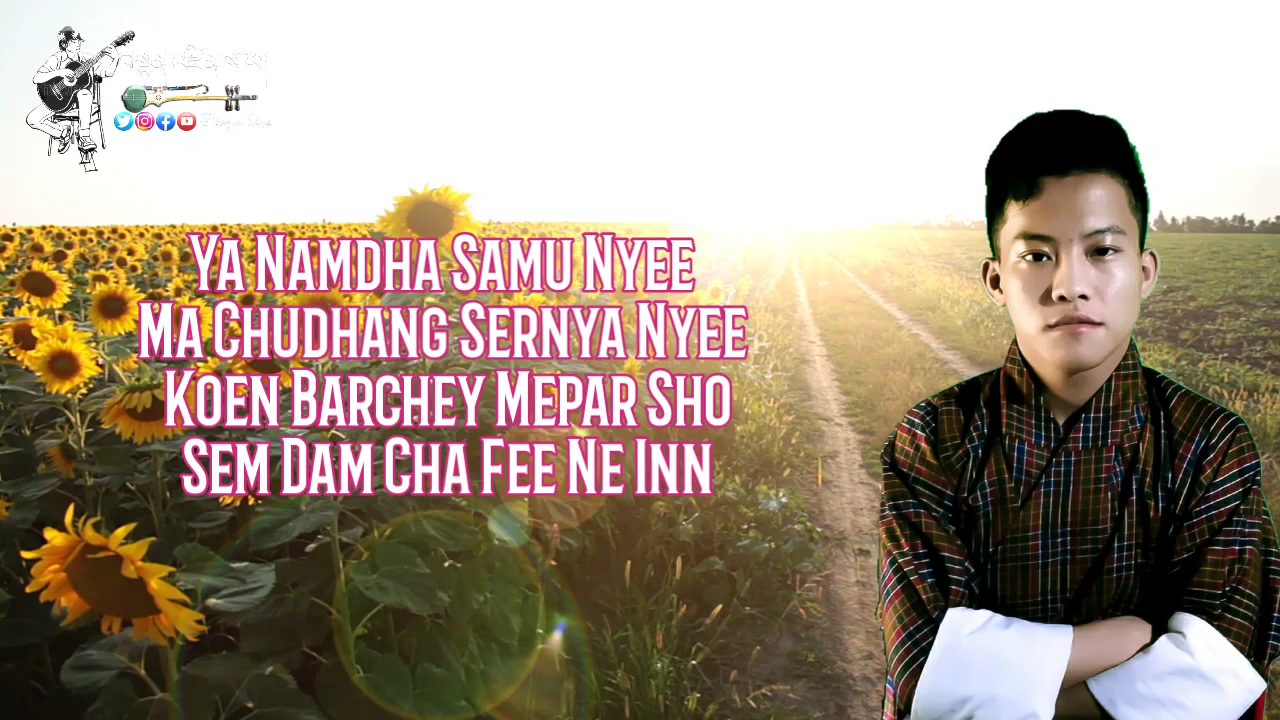 Ya Namdha Samu Nyee
Ma Chudhang Sernya Nyee
Koen Barchey Mepar Sho
Sem Dam Cha Fee Ne Inn